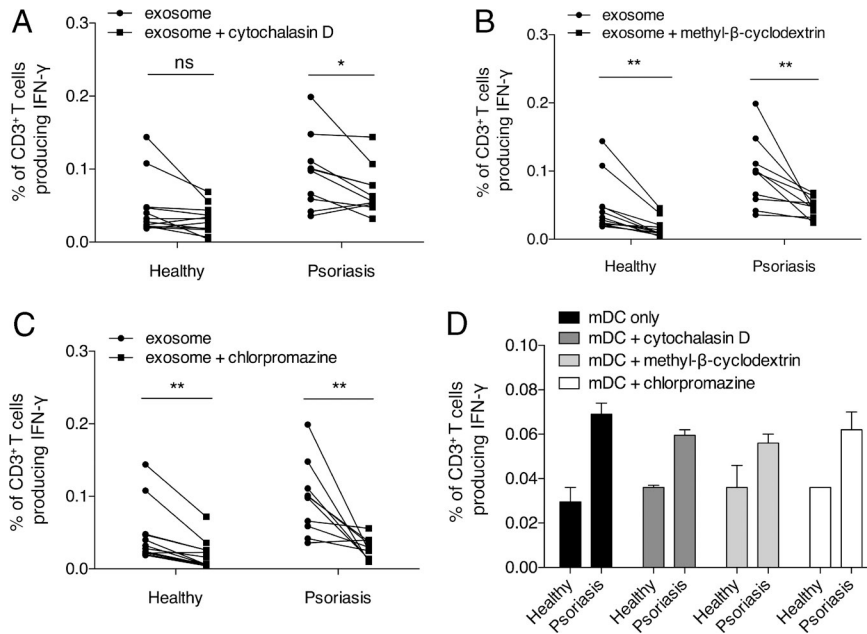 A
exosome
exosome + cytochalasin D
% of CD3⁺ T cells
producing IFN-γ
0.3
0.2
0.1
0.0
ns
*
Healthy
Psoriasis
B
exosome
exosome + methyl-β-cyclodextrin
% of CD3⁺ T cells
producing IFN-γ
0.3
0.2
0.1
0.0
**
**
Healthy
Psoriasis
C
exosome
exosome + chlorpromazine
% of CD3⁺ T cells
producing IFN-γ
0.3
0.2
0.1
0.0
**
**
Healthy
Psoriasis
D
mDC only
mDC + cytochalasin D
mDC + methyl-β-cyclodextrin
mDC + chlorpromazine
% of CD3⁺ T cells
producing IFN-γ
0.10
0.08
0.06
0.04
0.02
0.00
Healthy
Psoriasis
Healthy
Psoriasis
Healthy
Psoriasis
Healthy
Psoriasis